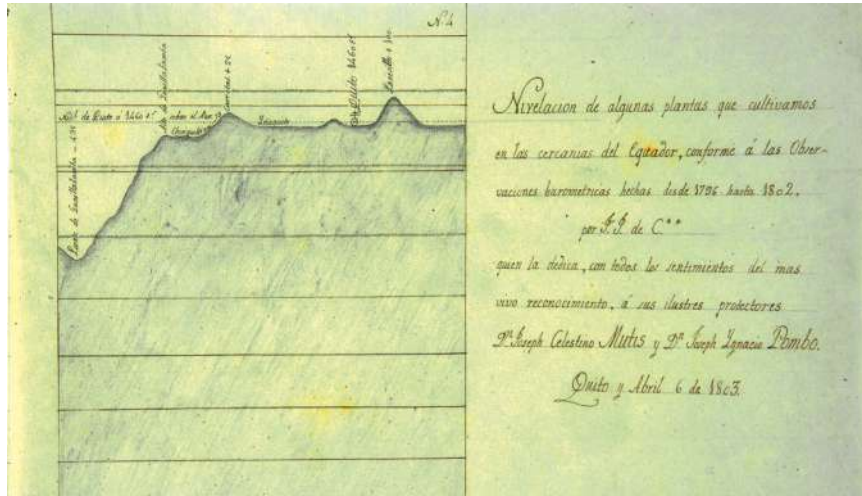 N. 4
Quito 1460 t.
Nivelacion de algunas plantas que cultivamos
en las cercanias del Equador, conforme á las Obser-
vaciones barometricas hechas desde 1796 hasta 1802,
por F. J. de C.**
quien la dedica, con todos los sentimientos del mas
vivo reconocimiento, á sus ilustres protectores
Dn. Joseph Celestino Mutis y Dn. Joseph Ygnacio Pombo.
Quito y Abril 6 de 1803.